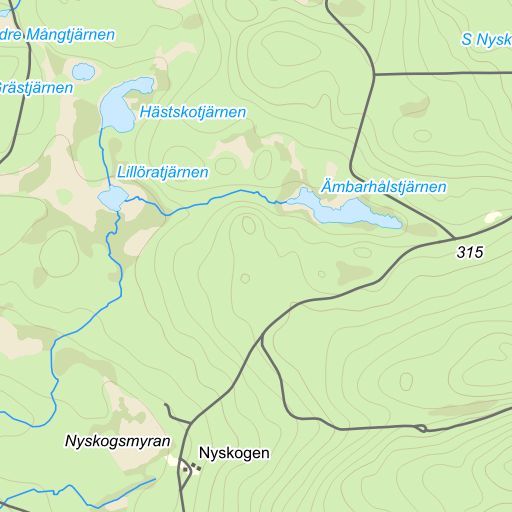 dre Mångtjärnen
S Nysk
Grästjärnen
Hästskotjärnen
Lillöratjärnen
Ämbarhålstjärnen
315
Nyskogsmyran
Nyskogen